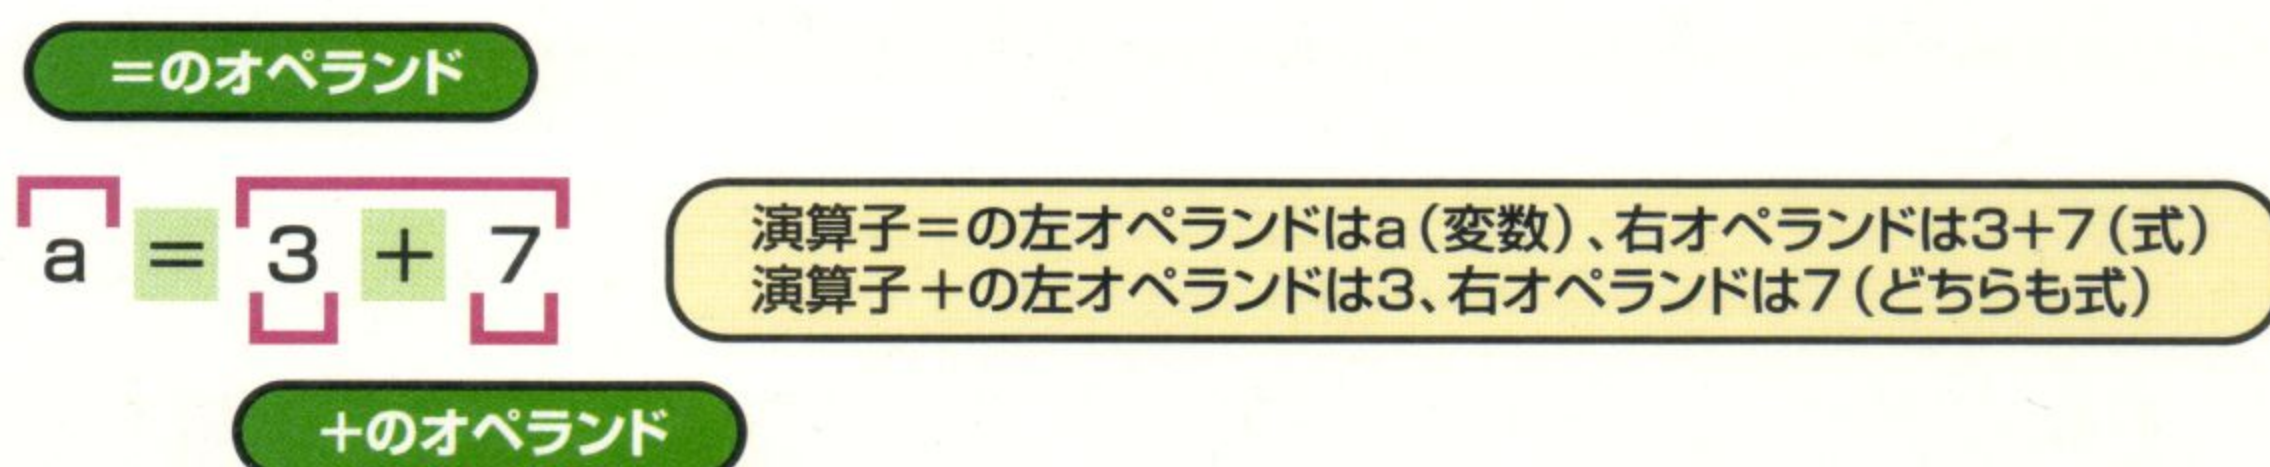 ＝のオペランド
a = 3 + 7
演算子＝の左オペランドはa（変数）、右オペランドは3+7（式）
演算子＋の左オペランドは3、右オペランドは7（どちらも式）
＋のオペランド